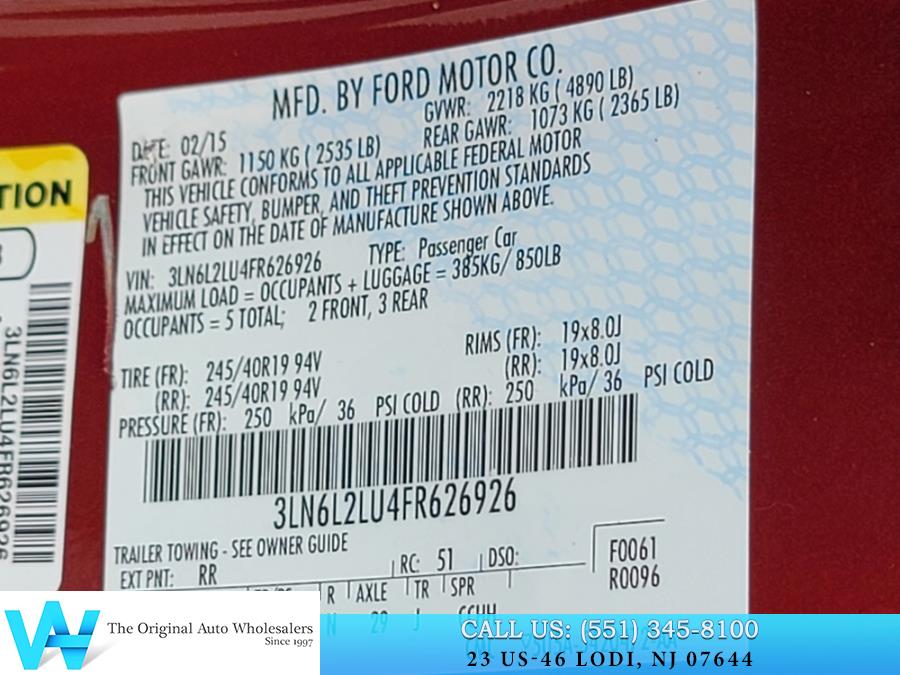 MFD. BY FORD MOTOR CO.
DATE: 02/15 GVWR: 2218 KG ( 4890 LB)
FRONT GAWR: 1150 KG ( 2535 LB) REAR GAWR: 1073 KG ( 2365 LB)
THIS VEHICLE CONFORMS TO ALL APPLICABLE FEDERAL MOTOR
VEHICLE SAFETY, BUMPER, AND THEFT PREVENTION STANDARDS
IN EFFECT ON THE DATE OF MANUFACTURE SHOWN ABOVE.
VIN: 3LN6L2LU4FR626926 TYPE: Passenger Car
MAXIMUM LOAD = OCCUPANTS + LUGGAGE = 385KG/ 850LB
OCCUPANTS = 5 TOTAL; 2 FRONT, 3 REAR
TIRE (FR): 245/40R19 94V RIMS (FR): 19x8.0J
(RR): 245/40R19 94V (RR): 19x8.0J
PRESSURE (FR): 250 kPa/ 36 PSI COLD (RR): 250 kPa/ 36 PSI COLD
3LN6L2LU4FR626926
TRAILER TOWING - SEE OWNER GUIDE
EXT PNT: RR RC: 51 DSO:
F0061
R0096
R AXLE TR SPR
N 29 J
TION
3LN6L2LU4FR626926
The Original Auto Wholesalers
Since 1997
CALL US: (551) 345-8100
23 US-46 LODI, NJ 07644